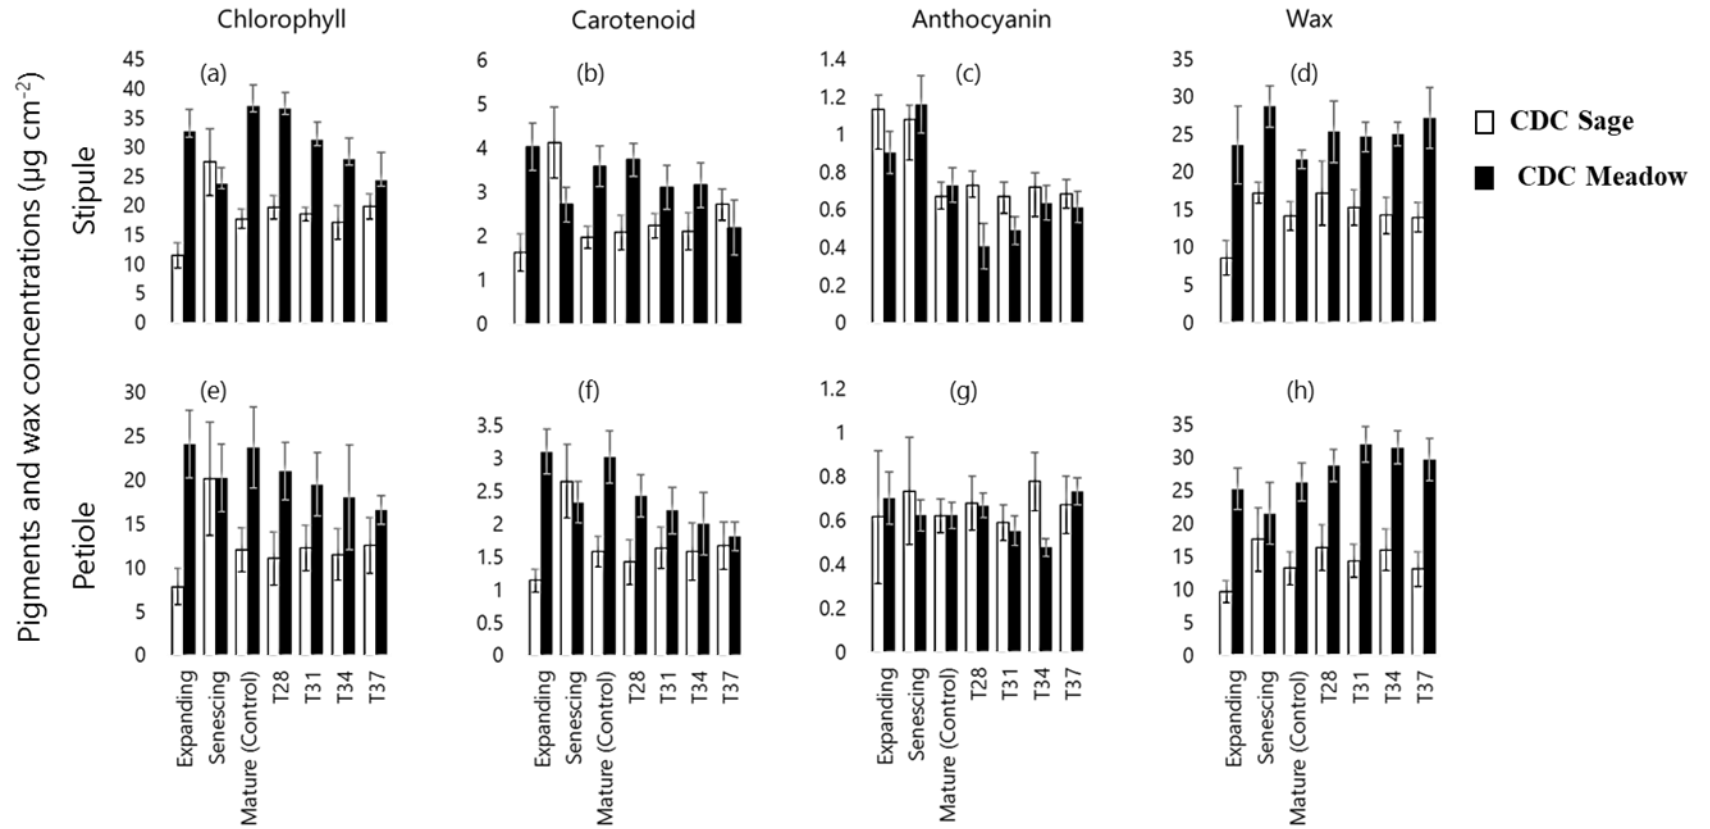 Chlorophyll Carotenoid Anthocyanin Wax
Pigments and wax concentrations (µg cm-2)
Stipule
(a) (b) (c) (d)
45 40 35 30 25 20 15 10 5 0
6 5 4 3 2 1 0
1.4 1.2 1 0.8 0.6 0.4 0.2 0
35 30 25 20 15 10 5 0
CDC Sage
CDC Meadow
Petiole
(e) (f) (g) (h)
30 25 20 15 10 5 0
3.5 3 2.5 2 1.5 1 0.5 0
1.2 1 0.8 0.6 0.4 0.2 0
35 30 25 20 15 10 5 0
Expanding Senescing Mature (Control) T28 T31 T34 T37
Expanding Senescing Mature (Control) T28 T31 T34 T37
Expanding Senescing Mature (Control) T28 T31 T34 T37
Expanding Senescing Mature (Control) T28 T31 T34 T37